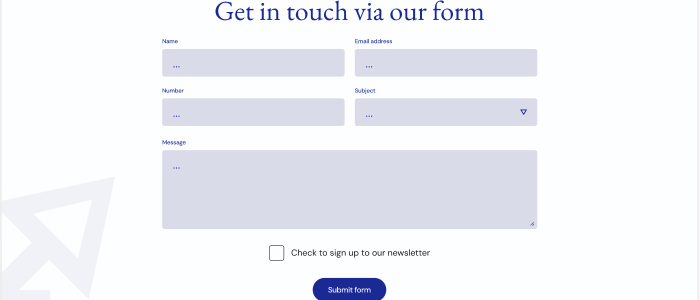 Get in touch via our form
Name
Email address
...
...
Number
Subject
...
...
Message
...
Check to sign up to our newsletter
Submit form